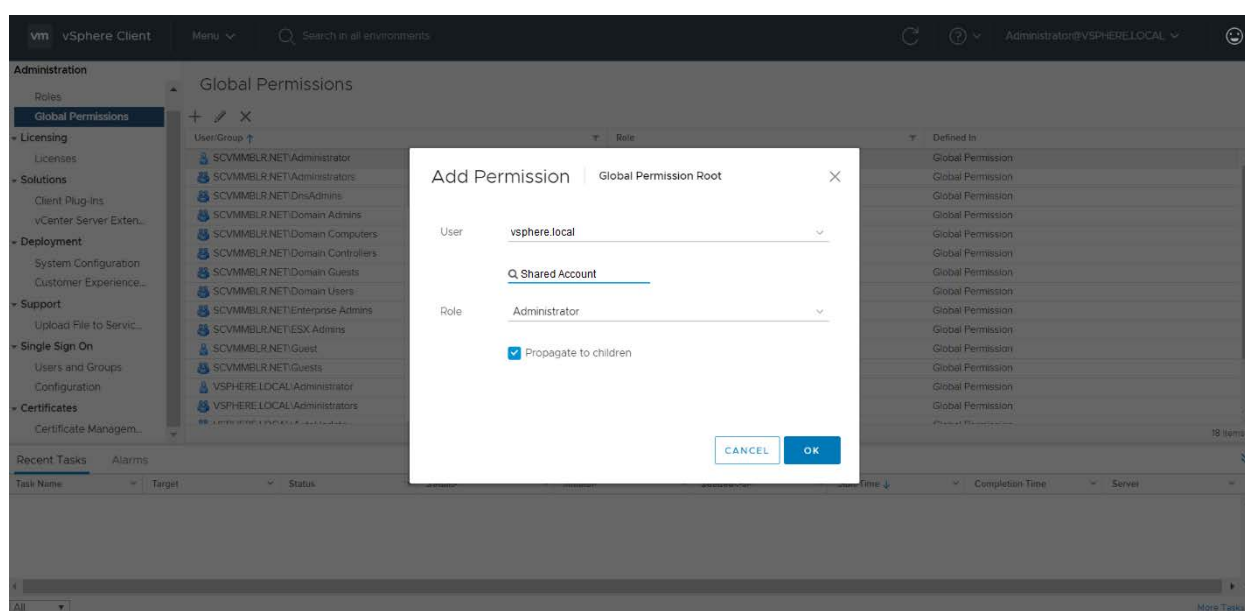 vm vSphere Client Menu Search in all environments Administrator@VSPHERE.LOCAL
Administration
Roles
Global Permissions
Licensing
Licenses
Solutions
Client Plug-Ins
vCenter Server Exten...
Deployment
System Configuration
Customer Experience...
Support
Upload File to Servic...
Single Sign On
Users and Groups
Configuration
Certificates
Certificate Managem...
Global Permissions
User/Group Role Defined In
SCVMMBLR.NET\Administrator Global Permission
SCVMMBLR.NET\Administrators Global Permission
SCVMMBLR.NET\DnsAdmins Global Permission
SCVMMBLR.NET\Domain Admins Global Permission
SCVMMBLR.NET\Domain Computers Global Permission
SCVMMBLR.NET\Domain Controllers Global Permission
SCVMMBLR.NET\Domain Guests Global Permission
SCVMMBLR.NET\Domain Users Global Permission
SCVMMBLR.NET\Enterprise Admins Global Permission
SCVMMBLR.NET\ESX Admins Global Permission
SCVMMBLR.NET\Guest Global Permission
SCVMMBLR.NET\Guests Global Permission
VSPHERE.LOCAL\Administrator Global Permission
VSPHERE.LOCAL\Administrators Global Permission
18 items
Add Permission Global Permission Root
User vsphere.local
Shared Account
Role Administrator
Propagate to children
CANCEL OK
Recent Tasks Alarms
Task Name Target Status Time Completion Time Server
All More Tasks